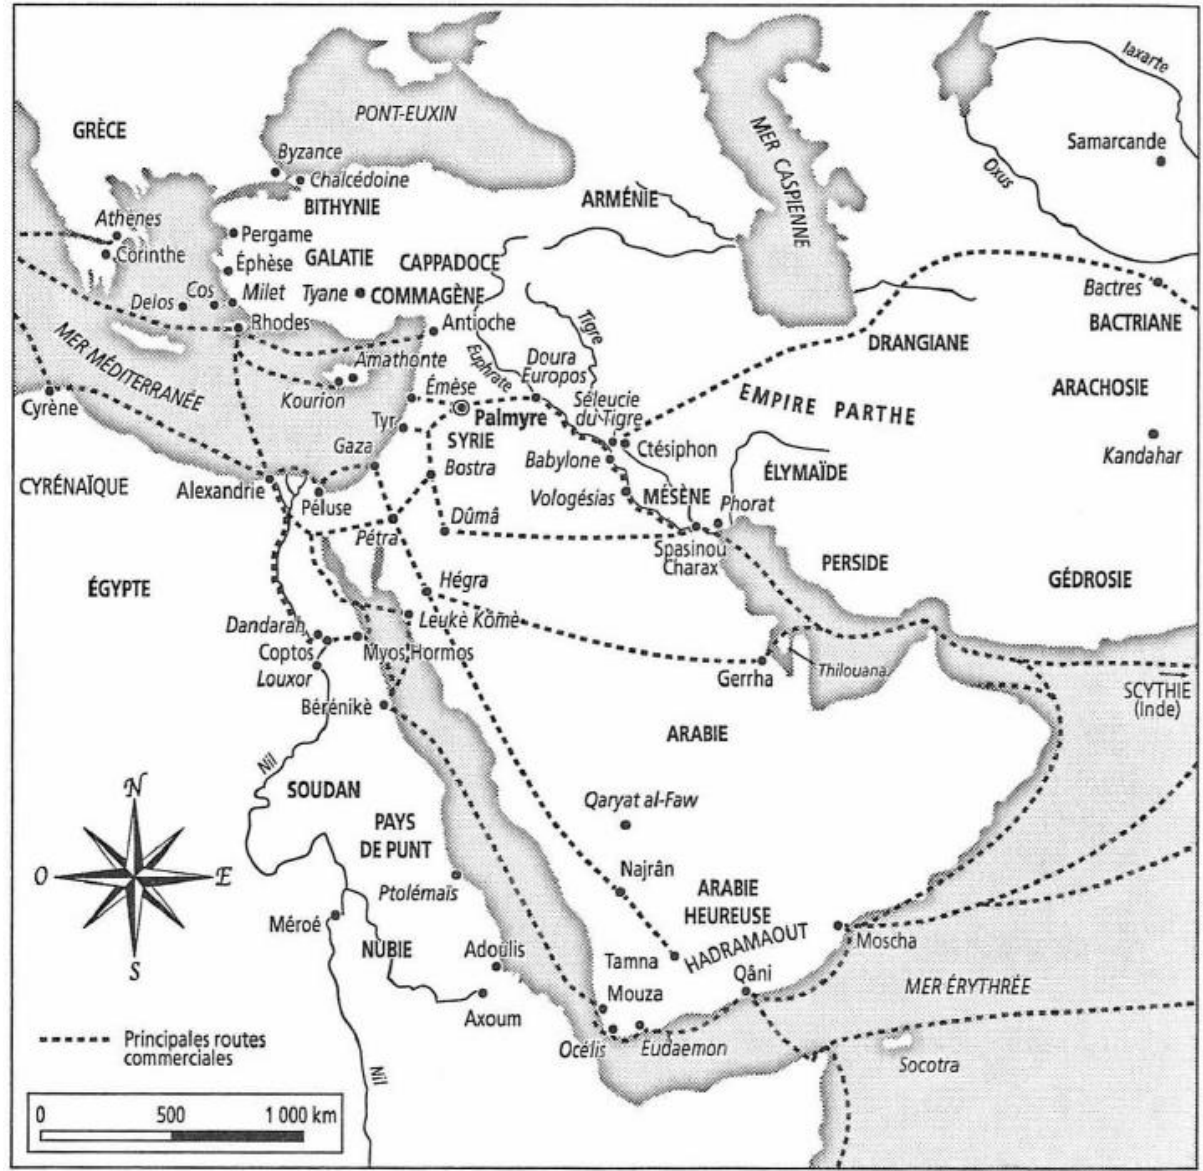 PONT-EUXIN
Iaxarte
GRÈCE
Samarcande
MER CASPIENNE
Oxus
Byzance
Chalcédoine
BITHYNIE
ARMÉNIE
Athènes
Corinthe
Pergame
GALATIE
CAPPADOCE
Éphèse
Delos
Cos
Milet
Tyane
COMMAGÈNE
Bactres
BACTRIANE
Rhodes
Antioche
Tigre
DRANGIANE
MER MÉDITERRANÉE
Amathonte
Euphrate
Doura
Europos
Émèse
Kourion
Séleucie
du Tigre
EMPIRE PARTHE
ARACHOSIE
Cyrène
Tyr
Palmyre
SYRIE
Gaza
Bostra
Babylone
Ctésiphon
Kandahar
CYRÉNAÏQUE
Alexandrie
Péluse
Vologésias
MÉSÈNE
ÉLYMAÏDE
Phorat
Dûmâ
Pétra
Spasinou
Charax
PERSIDE
ÉGYPTE
Hégra
GÉDROSIE
Leukè Kômè
Dandarah
Coptos
Louxor
Myos Hormos
Gerrha
Thilouana
SCYTHIE
(Inde)
Bérénikè
ARABIE
Nil
SOUDAN
Qaryat al-Faw
PAYS
DE PUNT
N
O
E
S
Ptolémaïs
Najrân
ARABIE
HEUREUSE
HADRAMAOUT
Méroé
NUBIE
Adoulis
Moscha
Tamna
Qâni
MER ÉRYTHRÉE
Mouza
Axoum
Océlis
Eudaemon
Socotra
Principales routes
commerciales
Nil
0 500 1 000 km